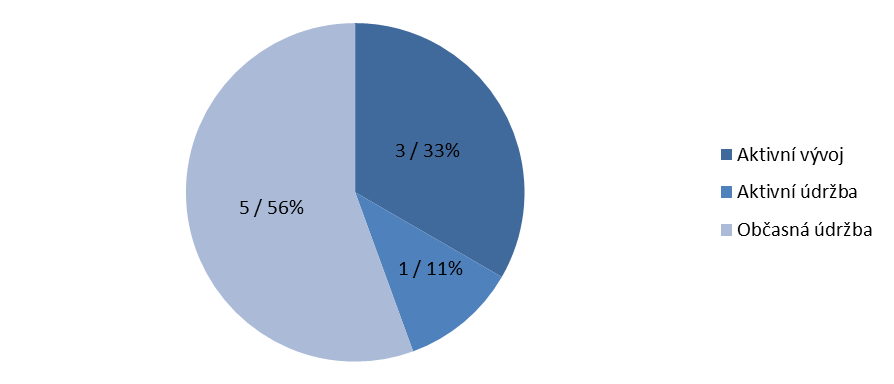 3 / 33%
1 / 11%
5 / 56%
Aktivní vývoj
Aktivní údržba
Občasná údržba